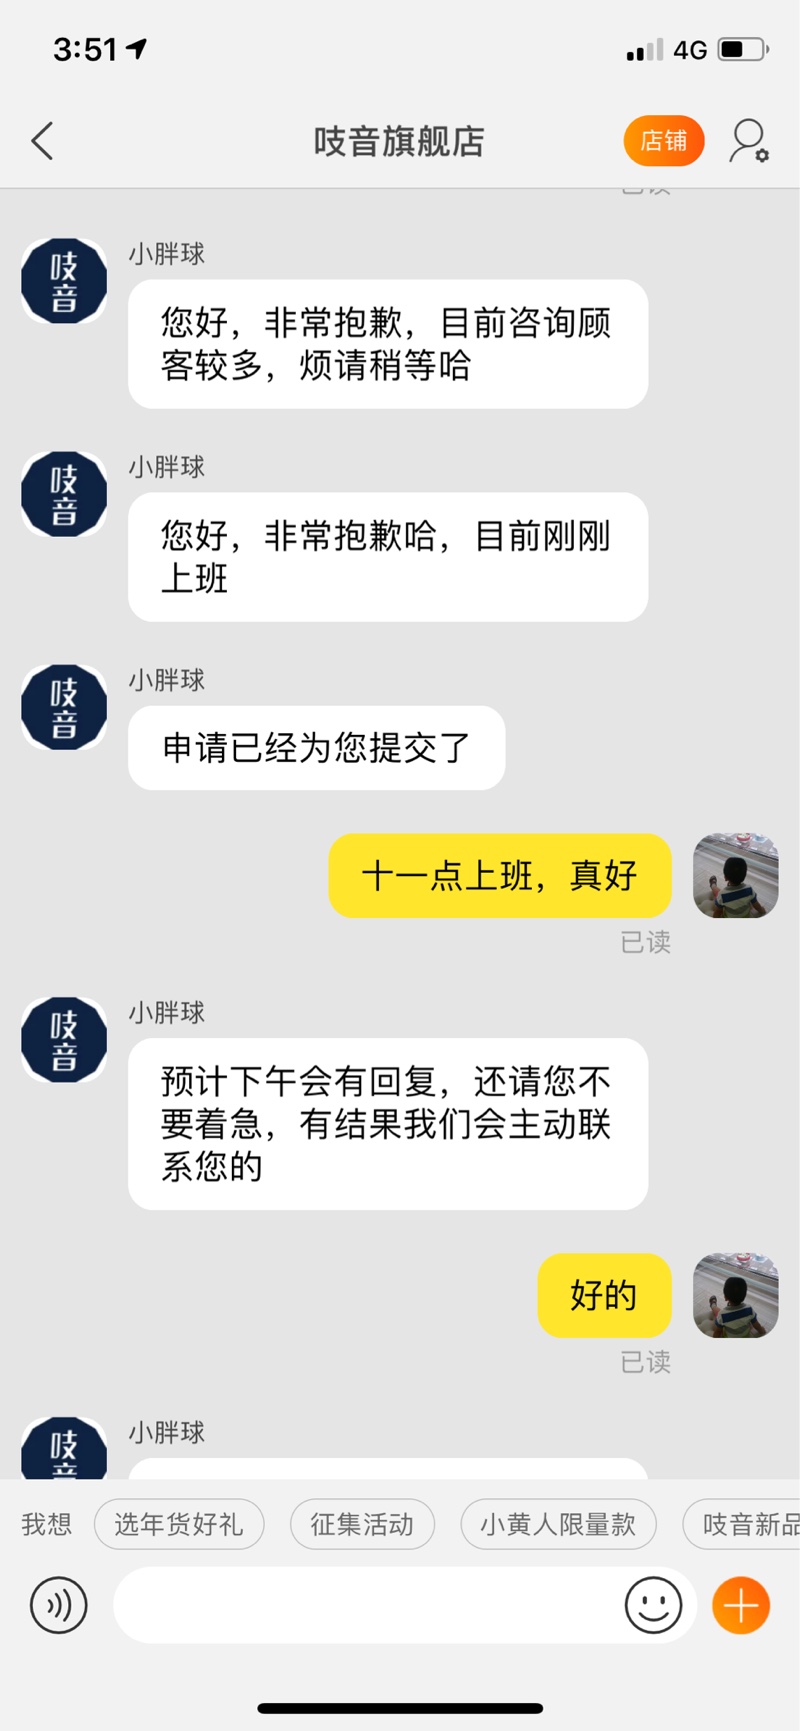 3:51
4G
吱音旗舰店
店铺
已读
小胖球
吱音
您好，非常抱歉，目前咨询顾
客较多，烦请稍等哈
小胖球
吱音
您好，非常抱歉哈，目前刚刚
上班
小胖球
吱音
申请已经为您提交了
十一点上班，真好
已读
小胖球
吱音
预计下午会有回复，还请您不
要着急，有结果我们会主动联
系您的
好的
已读
小胖球
吱音
我想
选年货好礼
征集活动
小黄人限量款
吱音新品